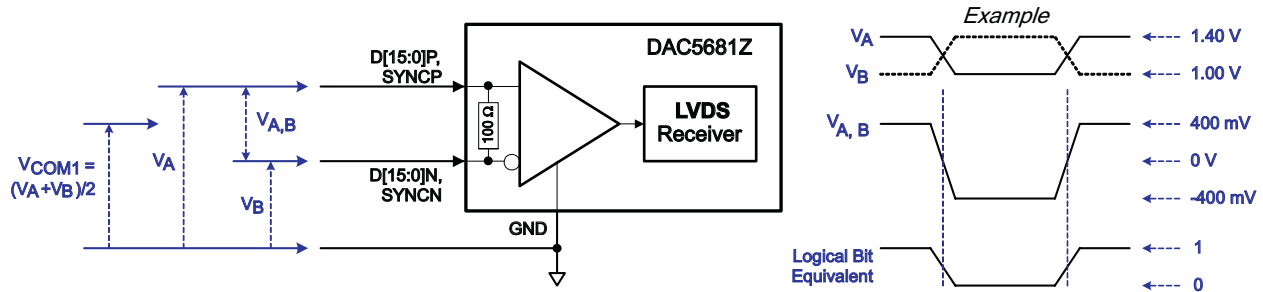 Example
DAC5681Z
D[15:0]P,
SYNCP
VA
1.40 V
VB
1.00 V
VA,B
100 Ω
LVDS
Receiver
VA, B
400 mV
VCOM1 =
(VA+VB)/2
VA
0 V
D[15:0]N,
SYNCN
VB
-400 mV
GND
Logical Bit
Equivalent
1
0